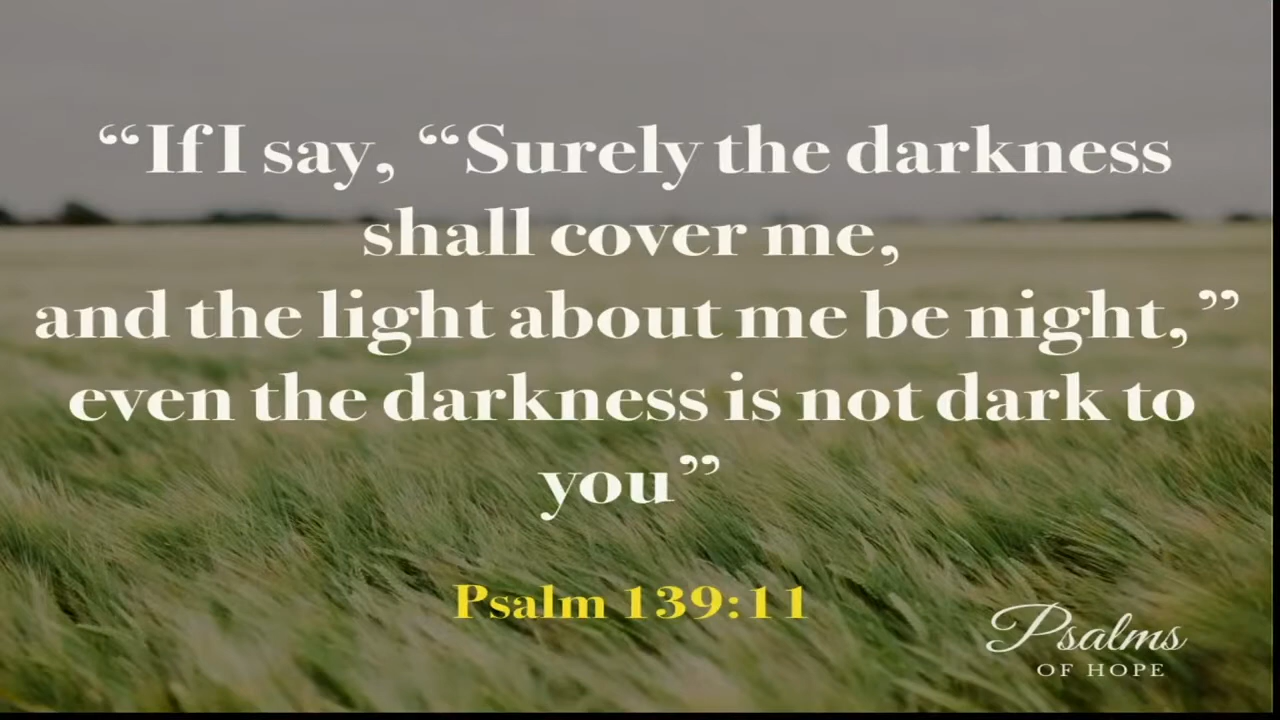 “If I say, “Surely the darkness
shall cover me,
and the light about me be night,”
even the darkness is not dark to
you”
Psalm 139:11
Psalms
OF HOPE